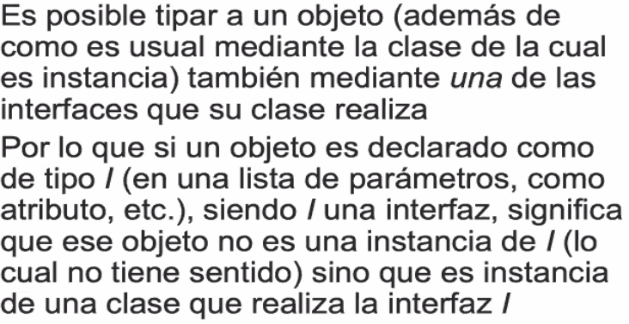 Es posible tipar a un objeto (además de
como es usual mediante la clase de la cual
es instancia) también mediante una de las
interfaces que su clase realiza
Por lo que si un objeto es declarado como
de tipo I (en una lista de parámetros, como
atributo, etc.), siendo I una interfaz, significa
que ese objeto no es una instancia de I (lo
cual no tiene sentido) sino que es instancia
de una clase que realiza la interfaz I